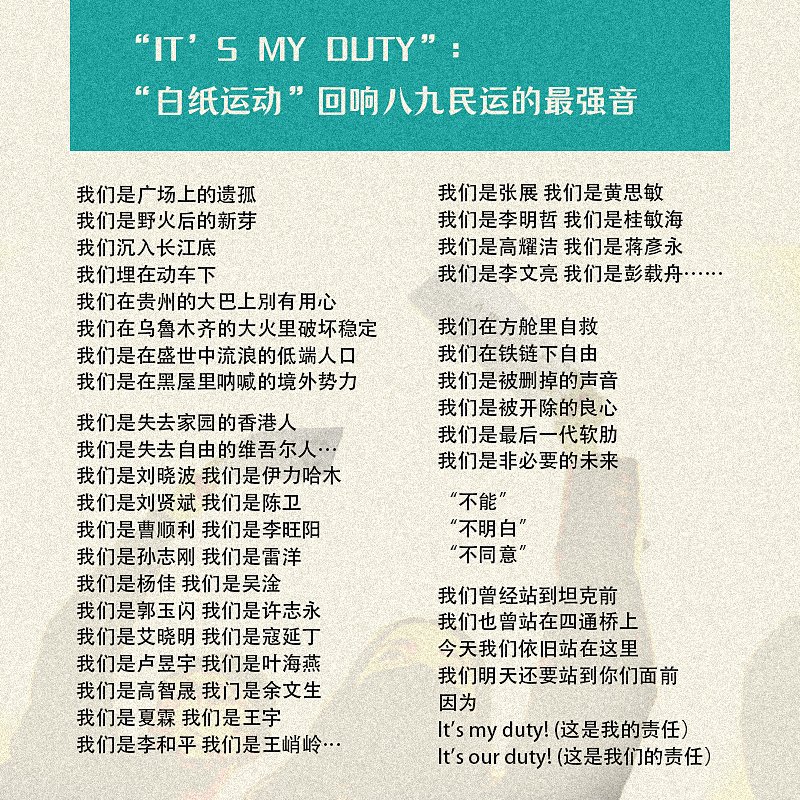 “IT’S MY DUTY”：
“白纸运动”回响八九民运的最强音
我们是广场上的遗孤
我们是野火后的新芽
我们沉入长江底
我们埋在动车下
我们在贵州的大巴上别有用心
我们在乌鲁木齐的大火里破坏稳定
我们是在盛世中流浪的低端人口
我们是在黑屋里呐喊的境外势力
我们是失去家园的香港人
我们是失去自由的维吾尔人…
我们是刘晓波 我们是伊力哈木
我们是刘贤斌 我们是陈卫
我们是曹顺利 我们是李旺阳
我们是孙志刚 我们是雷洋
我们是杨佳 我们是吴淦
我们是郭玉闪 我们是许志永
我们是艾晓明 我们是寇延丁
我们是卢昱宇 我们是叶海燕
我们是高智晟 我门是余文生
我们是夏霖 我们是王宇
我们是李和平 我们是王峭岭…
我们是张展 我们是黄思敏
我们是李明哲 我们是桂敏海
我们是高耀洁 我们是蒋彦永
我们是李文亮 我们是彭载舟……
我们在方舱里自救
我们在铁链下自由
我们是被删掉的声音
我们是被开除的良心
我们是最后一代软肋
我们是非必要的未来
“不能”
“不明白”
“不同意”
我们曾经站到坦克前
我们也曾站在四通桥上
今天我们依旧站在这里
我们明天还要站到你们面前
因为
It’s my duty! (这是我的责任)
It’s our duty! (这是我们的责任)